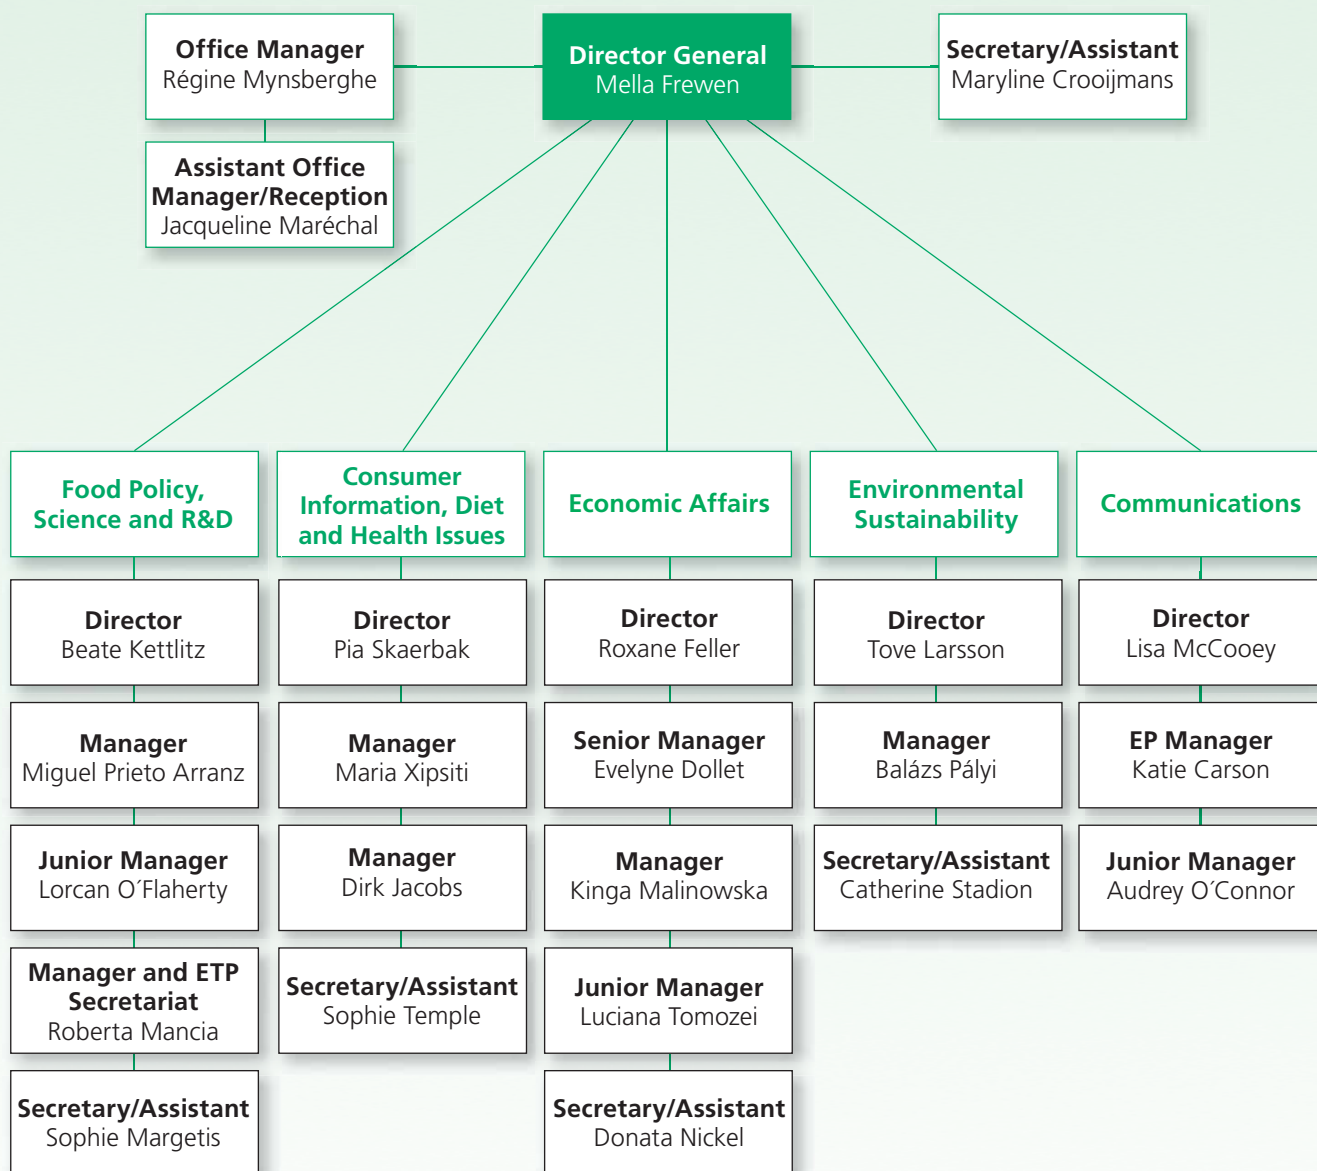 Office Manager
Régine Mynsberghe
Director General
Mella Frewen
Secretary/Assistant
Maryline Crooijmans
Assistant Office
Manager/Reception
Jacqueline Maréchal
Food Policy,
Science and R&D
Director
Beate Kettlitz
Manager
Miguel Prieto Arranz
Junior Manager
Lorcan O´Flaherty
Manager and ETP
Secretariat
Roberta Mancia
Secretary/Assistant
Sophie Margetis
Consumer
Information, Diet
and Health Issues
Director
Pia Skaerbak
Manager
Maria Xipsiti
Manager
Dirk Jacobs
Secretary/Assistant
Sophie Temple
Economic Affairs
Director
Roxane Feller
Senior Manager
Evelyne Dollet
Manager
Kinga Malinowska
Junior Manager
Luciana Tomozei
Secretary/Assistant
Donata Nickel
Environmental
Sustainability
Director
Tove Larsson
Manager
Balázs Pályi
Secretary/Assistant
Catherine Stadion
Communications
Director
Lisa McCooey
EP Manager
Katie Carson
Junior Manager
Audrey O´Connor